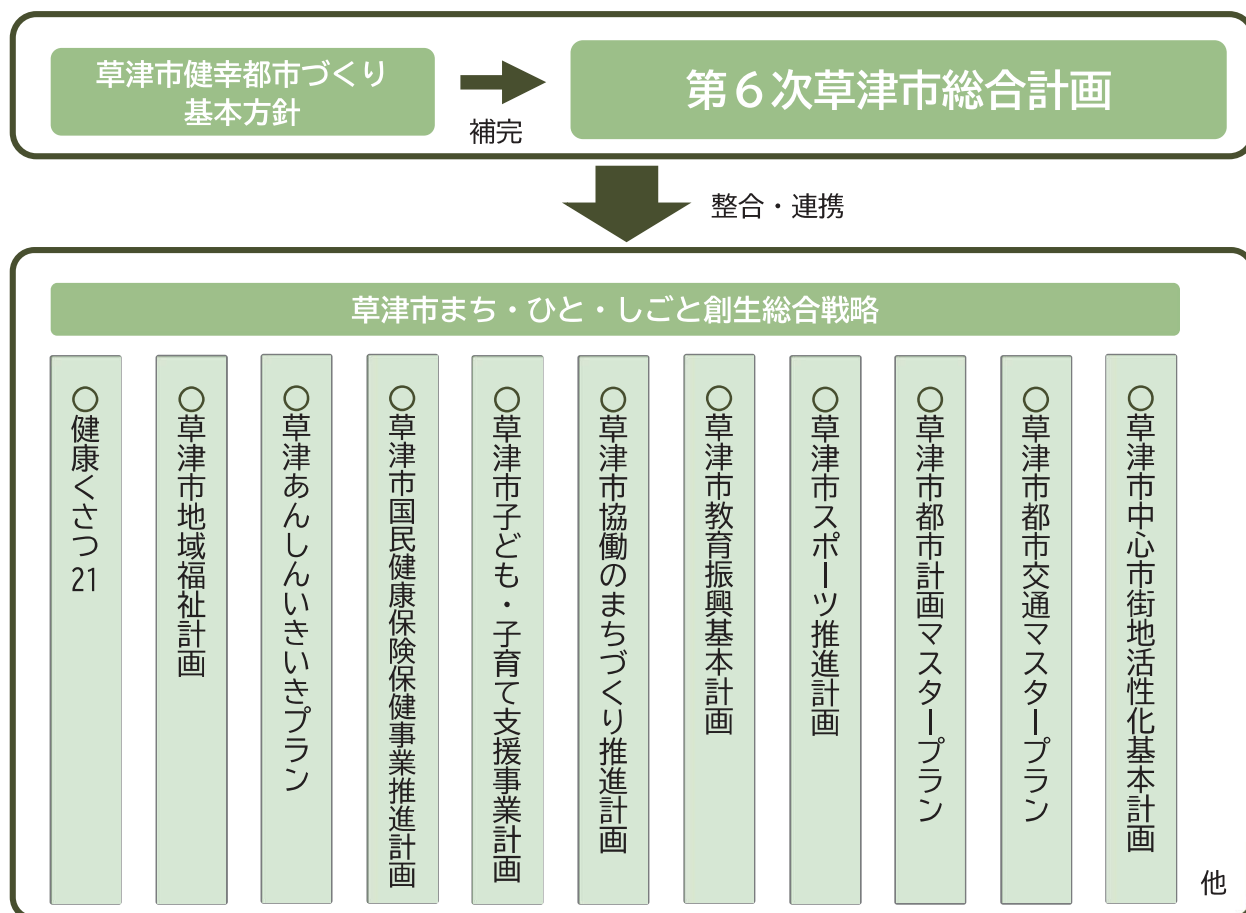 草津市健幸都市づくり
基本方針
補完
第６次草津市総合計画
整合・連携
草津市まち・ひと・しごと創生総合戦略
○健康くさつ21
○草津市地域福祉計画
○草津あんしんいきいきプラン
○草津市国民健康保険保健事業推進計画
○草津市子ども・子育て支援事業計画
○草津市協働のまちづくり推進計画
○草津市教育振興基本計画
○草津市スポーツ推進計画
○草津市都市計画マスタープラン
○草津市都市交通マスタープラン
○草津市中心市街地活性化基本計画
他